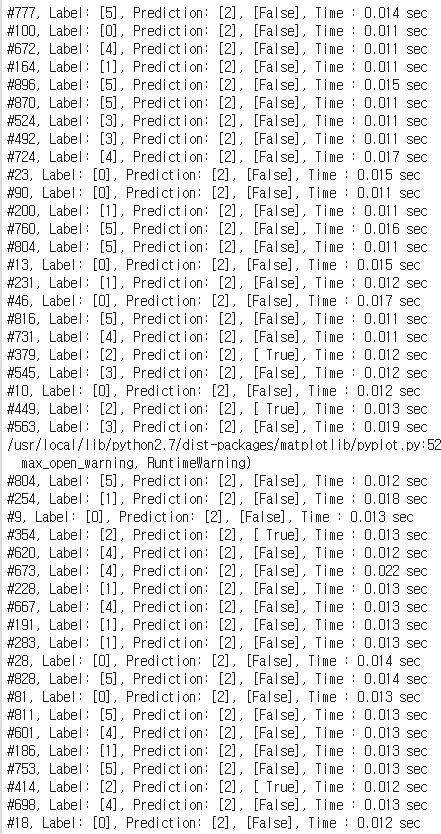 #777, Label: [5], Prediction: [2], [False], Time : 0.014 sec
#100, Label: [0], Prediction: [2], [False], Time : 0.011 sec
#672, Label: [4], Prediction: [2], [False], Time : 0.011 sec
#164, Label: [1], Prediction: [2], [False], Time : 0.011 sec
#896, Label: [5], Prediction: [2], [False], Time : 0.015 sec
#870, Label: [5], Prediction: [2], [False], Time : 0.011 sec
#524, Label: [3], Prediction: [2], [False], Time : 0.011 sec
#492, Label: [3], Prediction: [2], [False], Time : 0.011 sec
#724, Label: [4], Prediction: [2], [False], Time : 0.017 sec
#23, Label: [0], Prediction: [2], [False], Time : 0.015 sec
#90, Label: [0], Prediction: [2], [False], Time : 0.011 sec
#200, Label: [1], Prediction: [2], [False], Time : 0.011 sec
#760, Label: [5], Prediction: [2], [False], Time : 0.016 sec
#804, Label: [5], Prediction: [2], [False], Time : 0.011 sec
#13, Label: [0], Prediction: [2], [False], Time : 0.015 sec
#231, Label: [1], Prediction: [2], [False], Time : 0.012 sec
#46, Label: [0], Prediction: [2], [False], Time : 0.017 sec
#816, Label: [5], Prediction: [2], [False], Time : 0.011 sec
#731, Label: [4], Prediction: [2], [False], Time : 0.011 sec
#379, Label: [2], Prediction: [2], [ True], Time : 0.012 sec
#545, Label: [3], Prediction: [2], [False], Time : 0.012 sec
#10, Label: [0], Prediction: [2], [False], Time : 0.012 sec
#449, Label: [2], Prediction: [2], [ True], Time : 0.013 sec
#563, Label: [3], Prediction: [2], [False], Time : 0.019 sec
/usr/local/lib/python2.7/dist-packages/matplotlib/pyplot.py:52
max_open_warning, RuntimeWarning)
#804, Label: [5], Prediction: [2], [False], Time : 0.012 sec
#254, Label: [1], Prediction: [2], [False], Time : 0.018 sec
#9, Label: [0], Prediction: [2], [False], Time : 0.013 sec
#354, Label: [2], Prediction: [2], [ True], Time : 0.013 sec
#620, Label: [4], Prediction: [2], [False], Time : 0.012 sec
#673, Label: [4], Prediction: [2], [False], Time : 0.022 sec
#228, Label: [1], Prediction: [2], [False], Time : 0.013 sec
#667, Label: [4], Prediction: [2], [False], Time : 0.013 sec
#191, Label: [1], Prediction: [2], [False], Time : 0.013 sec
#283, Label: [1], Prediction: [2], [False], Time : 0.013 sec
#28, Label: [0], Prediction: [2], [False], Time : 0.014 sec
#828, Label: [5], Prediction: [2], [False], Time : 0.014 sec
#81, Label: [0], Prediction: [2], [False], Time : 0.013 sec
#811, Label: [5], Prediction: [2], [False], Time : 0.013 sec
#601, Label: [4], Prediction: [2], [False], Time : 0.013 sec
#186, Label: [1], Prediction: [2], [False], Time : 0.013 sec
#753, Label: [5], Prediction: [2], [False], Time : 0.013 sec
#414, Label: [2], Prediction: [2], [ True], Time : 0.012 sec
#698, Label: [4], Prediction: [2], [False], Time : 0.013 sec
#18, Label: [0], Prediction: [2], [False], Time : 0.012 sec